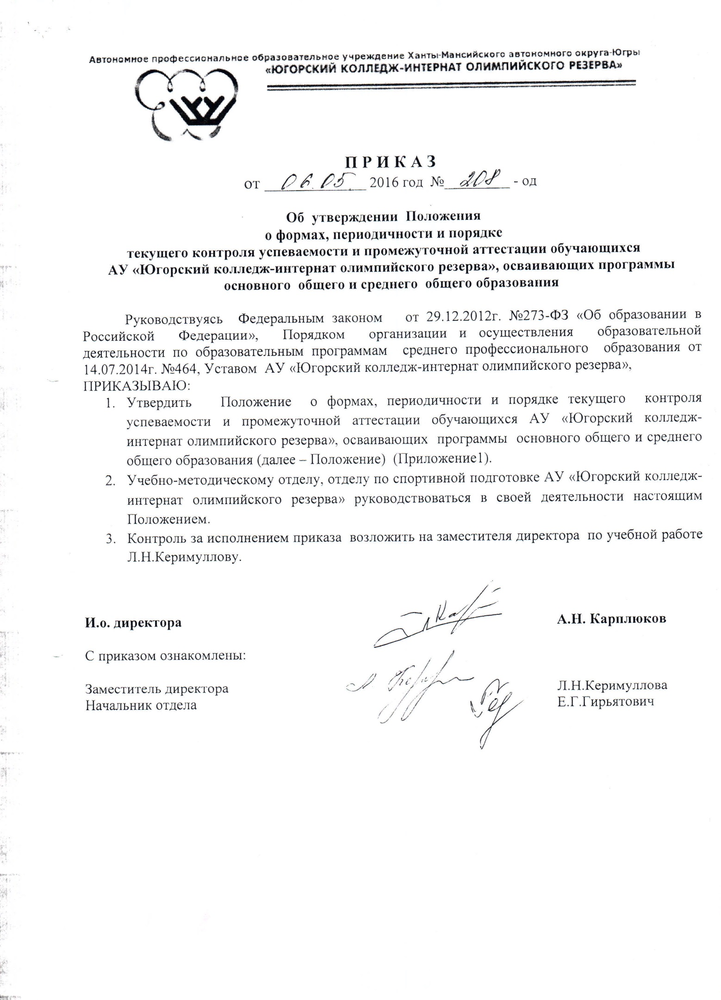 Автономное профессиональное образовательное учреждение Ханты-Мансийского автономного округа-Югры
«ЮГОРСКИЙ КОЛЛЕДЖ-ИНТЕРНАТ ОЛИМПИЙСКОГО РЕЗЕРВА»
П Р И К А З
от 06.05. 2016 год № 208 - од
Об утверждении Положения
о формах, периодичности и порядке
текущего контроля успеваемости и промежуточной аттестации обучающихся
АУ «Югорский колледж-интернат олимпийского резерва», осваивающих программы
основного общего и среднего общего образования
Руководствуясь Федеральным законом от 29.12.2012г. №273-ФЗ «Об образовании в
Российской Федерации», Порядком организации и осуществления образовательной
деятельности по образовательным программам среднего профессионального образования от
14.07.2014г. №464, Уставом АУ «Югорский колледж-интернат олимпийского резерва»,
ПРИКАЗЫВАЮ:
1. Утвердить Положение о формах, периодичности и порядке текущего контроля
успеваемости и промежуточной аттестации обучающихся АУ «Югорский колледж-
интернат олимпийского резерва», осваивающих программы основного общего и среднего
общего образования (далее – Положение) (Приложение1).
2. Учебно-методическому отделу, отделу по спортивной подготовке АУ «Югорский колледж-
интернат олимпийского резерва» руководствоваться в своей деятельности настоящим
Положением.
3. Контроль за исполнением приказа возложить на заместителя директора по учебной работе
Л.Н.Керимуллову.
И.о. директора А.Н. Карплюков
С приказом ознакомлены:
Заместитель директора Л.Н.Керимуллова
Начальник отдела Е.Г.Гирьятович